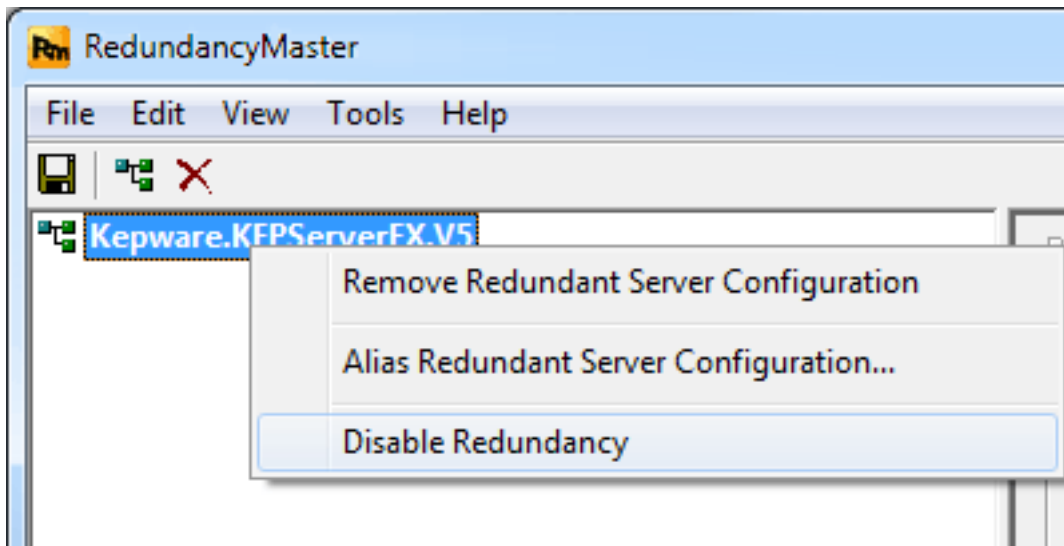 Rm RedundancyMaster
File Edit View Tools Help
Kepware.KEPServerEX.V5
Remove Redundant Server Configuration
Alias Redundant Server Configuration...
Disable Redundancy